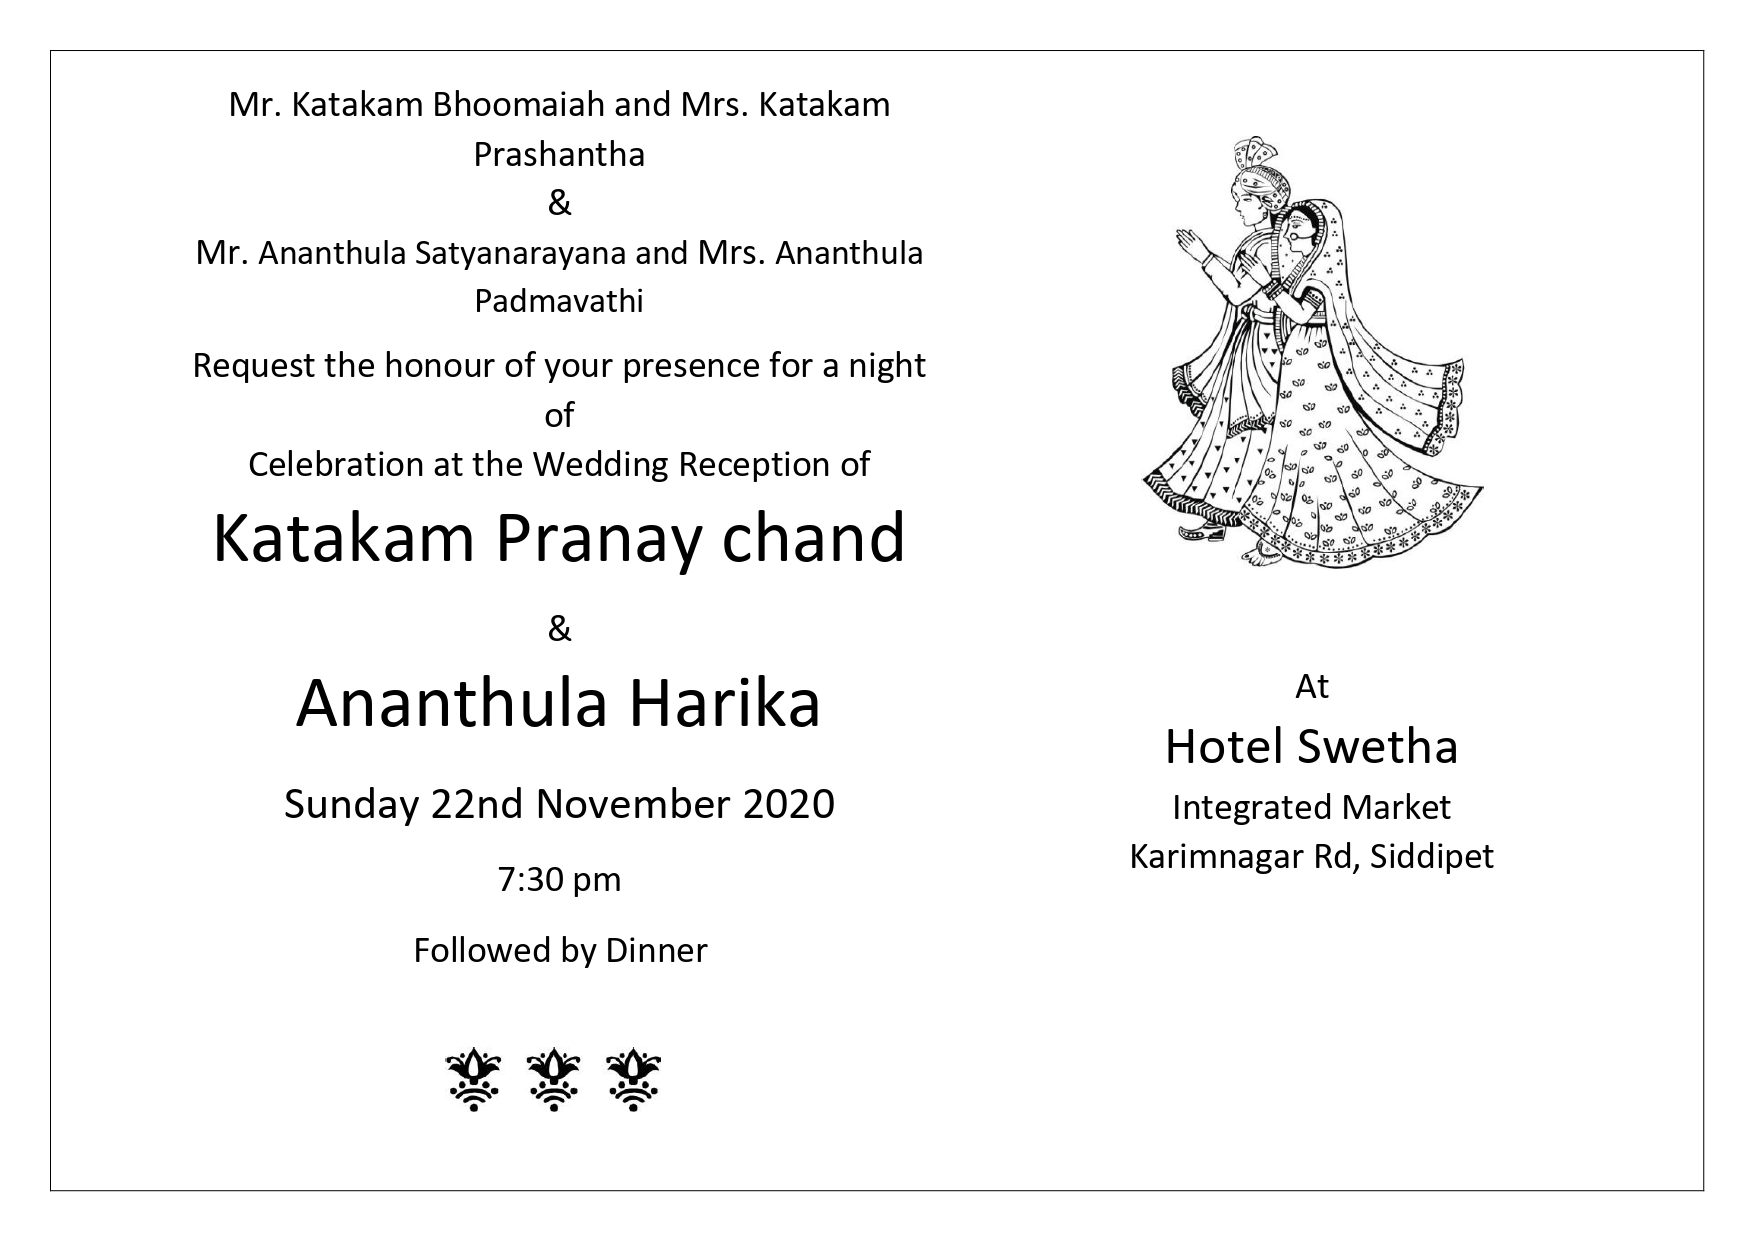 Mr. Katakam Bhoomaiah and Mrs. Katakam
Prashantha
&
Mr. Ananthula Satyanarayana and Mrs. Ananthula
Padmavathi
Request the honour of your presence for a night
of
Celebration at the Wedding Reception of
Katakam Pranay chand
&
Ananthula Harika
Sunday 22nd November 2020
7:30 pm
Followed by Dinner
At
Hotel Swetha
Integrated Market
Karimnagar Rd, Siddipet